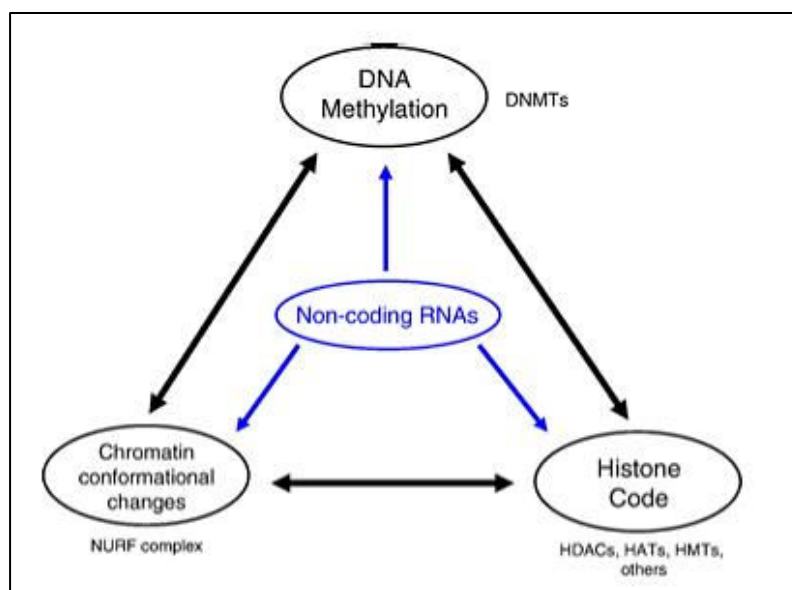 DNA
Methylation
DNMTs
Non-coding RNAs
Chromatin
conformational
changes
NURF complex
Histone
Code
HDACs, HATs, HMTs,
others